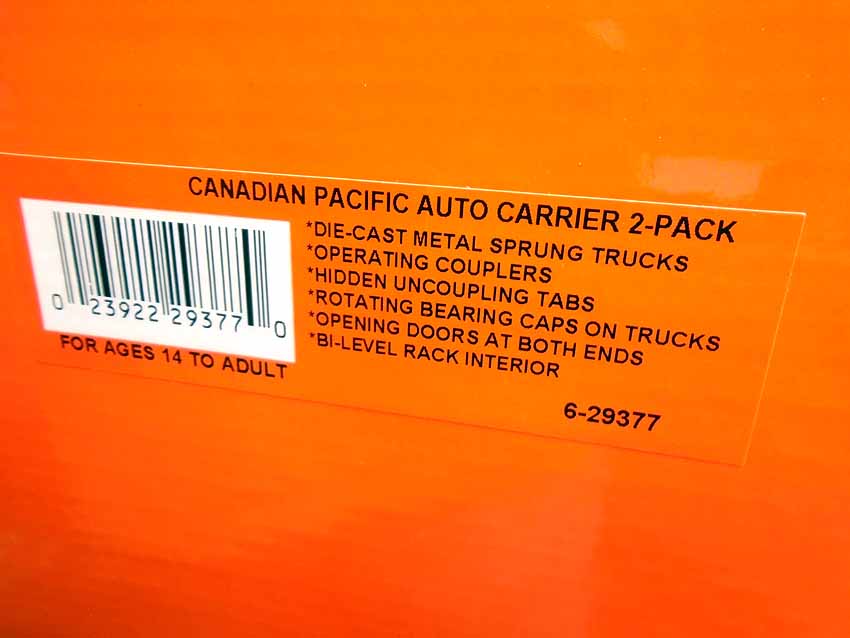 CANADIAN PACIFIC AUTO CARRIER 2-PACK
*DIE-CAST METAL SPRUNG TRUCKS
*OPERATING COUPLERS
*HIDDEN UNCOUPLING TABS
*ROTATING BEARING CAPS ON TRUCKS
*OPENING DOORS AT BOTH ENDS
*BI-LEVEL RACK INTERIOR
0 23922 29377 0
FOR AGES 14 TO ADULT
6-29377